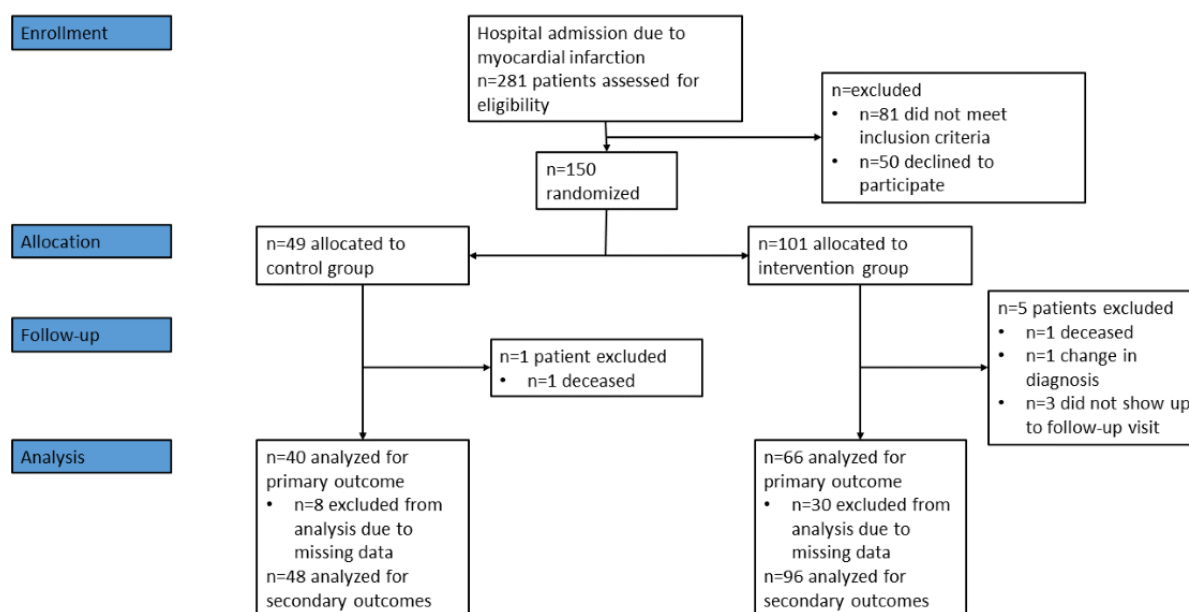 Enrollment
Hospital admission due to
myocardial infarction
n=281 patients assessed for
eligibility
n=excluded
• n=81 did not meet
inclusion criteria
• n=50 declined to
participate
n=150
randomized
Allocation
n=49 allocated to
control group
n=101 allocated to
intervention group
Follow-up
n=1 patient excluded
• n=1 deceased
n=5 patients excluded
• n=1 deceased
• n=1 change in
diagnosis
• n=3 did not show up
to follow-up visit
Analysis
n=40 analyzed for
primary outcome
• n=8 excluded from
analysis due to
missing data
n=48 analyzed for
secondary outcomes
n=66 analyzed for
primary outcome
• n=30 excluded from
analysis due to
missing data
n=96 analyzed for
secondary outcomes